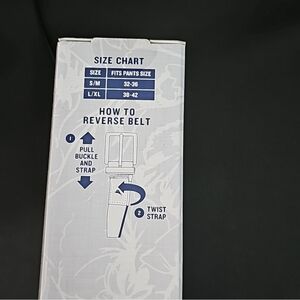 SIZE CHART
SIZE FITS PANTS SIZE
S/M 32-36
L/XL 38-42
HOW TO
REVERSE BELT
1
PULL
BUCKLE
AND
STRAP
2 TWIST
STRAP